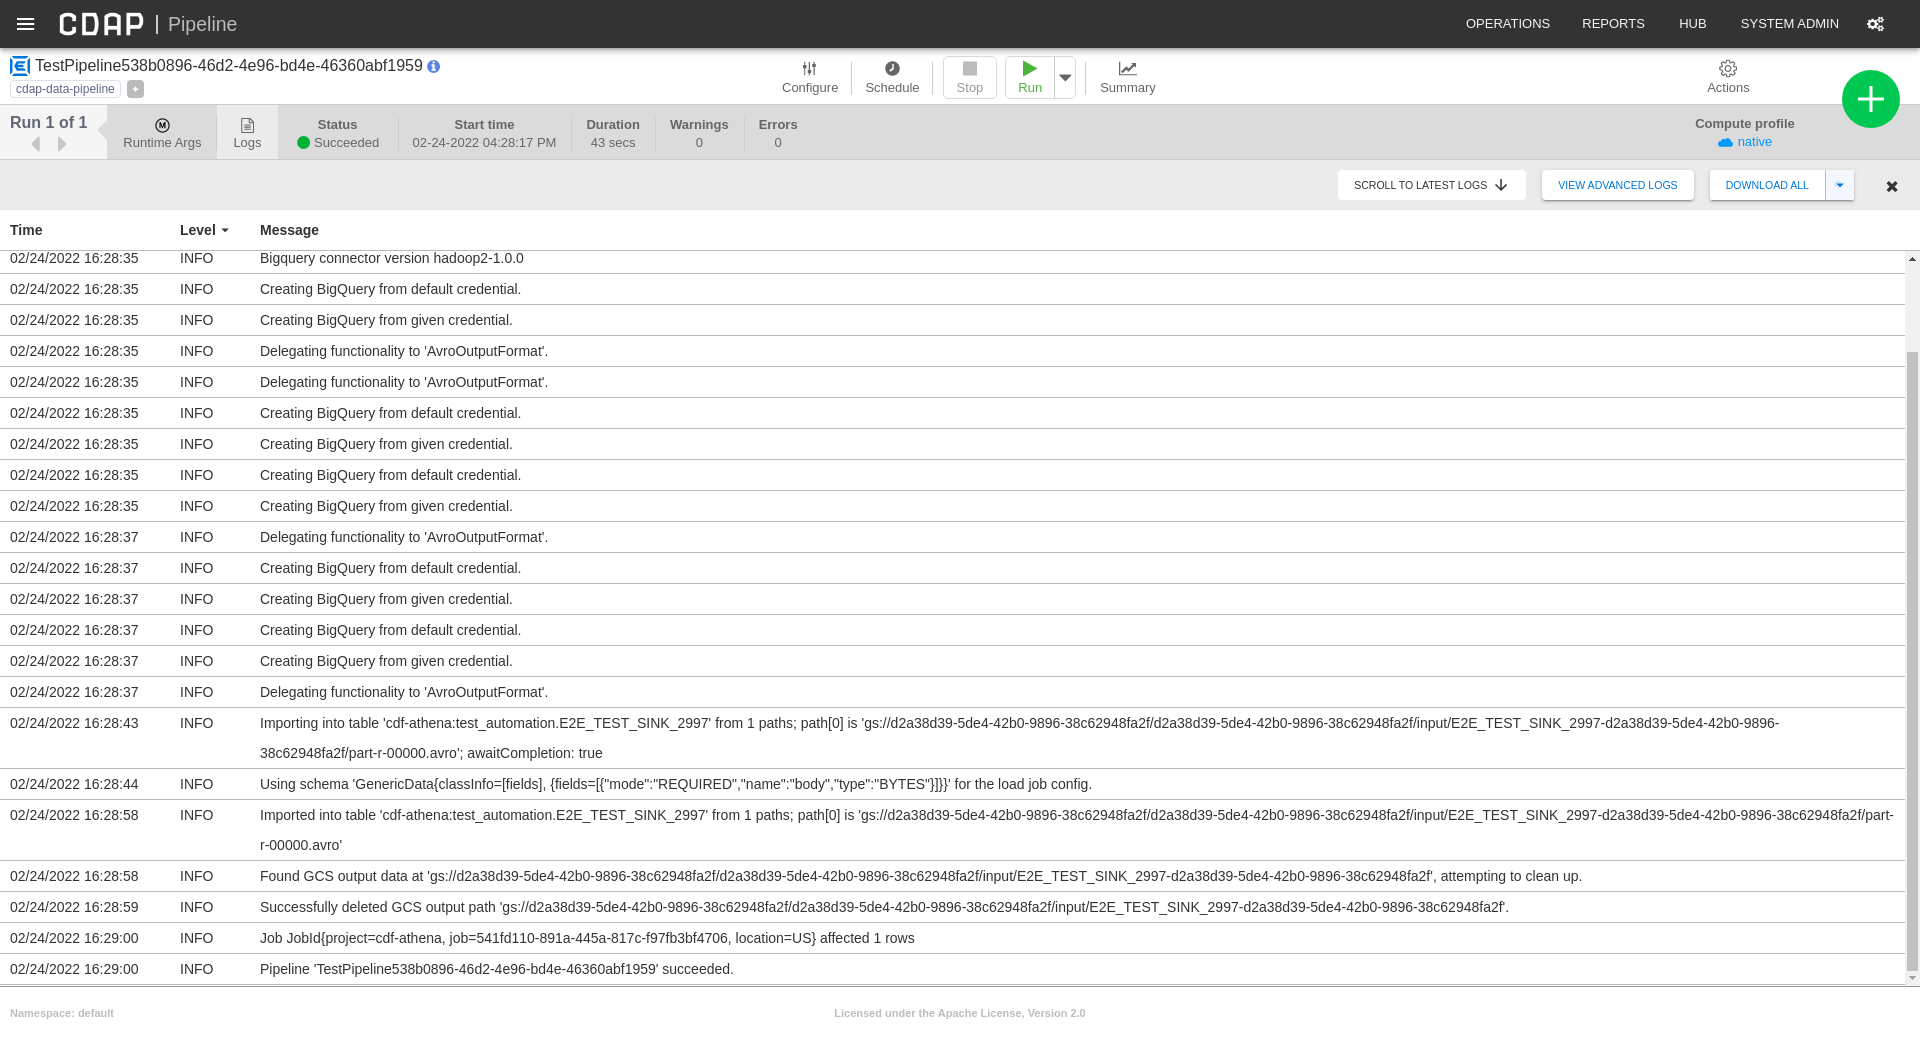 CDAP | Pipeline
OPERATIONS REPORTS HUB SYSTEM ADMIN
TestPipeline538b0896-46d2-4e96-bd4e-46360abf1959
cdap-data-pipeline +
Configure Schedule Stop Run Summary Actions
Run 1 of 1
Runtime Args
Logs
Status
Succeeded
Start time
02-24-2022 04:28:17 PM
Duration
43 secs
Warnings
0
Errors
0
Compute profile
native
SCROLL TO LATEST LOGS VIEW ADVANCED LOGS DOWNLOAD ALL
Time Level Message
02/24/2022 16:28:35 INFO Bigquery connector version hadoop2-1.0.0
02/24/2022 16:28:35 INFO Creating BigQuery from default credential.
02/24/2022 16:28:35 INFO Creating BigQuery from given credential.
02/24/2022 16:28:35 INFO Delegating functionality to 'AvroOutputFormat'.
02/24/2022 16:28:35 INFO Delegating functionality to 'AvroOutputFormat'.
02/24/2022 16:28:35 INFO Creating BigQuery from default credential.
02/24/2022 16:28:35 INFO Creating BigQuery from given credential.
02/24/2022 16:28:35 INFO Creating BigQuery from default credential.
02/24/2022 16:28:35 INFO Creating BigQuery from given credential.
02/24/2022 16:28:37 INFO Delegating functionality to 'AvroOutputFormat'.
02/24/2022 16:28:37 INFO Creating BigQuery from default credential.
02/24/2022 16:28:37 INFO Creating BigQuery from given credential.
02/24/2022 16:28:37 INFO Creating BigQuery from default credential.
02/24/2022 16:28:37 INFO Creating BigQuery from given credential.
02/24/2022 16:28:37 INFO Delegating functionality to 'AvroOutputFormat'.
02/24/2022 16:28:43 INFO Importing into table 'cdf-athena:test_automation.E2E_TEST_SINK_2997' from 1 paths; path[0] is 'gs://d2a38d39-5de4-42b0-9896-38c62948fa2f/d2a38d39-5de4-42b0-9896-38c62948fa2f/input/E2E_TEST_SINK_2997-d2a38d39-5de4-42b0-9896-
38c62948fa2f/part-r-00000.avro'; awaitCompletion: true
02/24/2022 16:28:44 INFO Using schema 'GenericData{classInfo=[fields], {fields=[{"mode":"REQUIRED","name":"body","type":"BYTES"}]}}' for the load job config.
02/24/2022 16:28:58 INFO Imported into table 'cdf-athena:test_automation.E2E_TEST_SINK_2997' from 1 paths; path[0] is 'gs://d2a38d39-5de4-42b0-9896-38c62948fa2f/d2a38d39-5de4-42b0-9896-38c62948fa2f/input/E2E_TEST_SINK_2997-d2a38d39-5de4-42b0-9896-38c62948fa2f/part-
r-00000.avro'
02/24/2022 16:28:58 INFO Found GCS output data at 'gs://d2a38d39-5de4-42b0-9896-38c62948fa2f/d2a38d39-5de4-42b0-9896-38c62948fa2f/input/E2E_TEST_SINK_2997-d2a38d39-5de4-42b0-9896-38c62948fa2f', attempting to clean up.
02/24/2022 16:28:59 INFO Successfully deleted GCS output path 'gs://d2a38d39-5de4-42b0-9896-38c62948fa2f/d2a38d39-5de4-42b0-9896-38c62948fa2f/input/E2E_TEST_SINK_2997-d2a38d39-5de4-42b0-9896-38c62948fa2f'.
02/24/2022 16:29:00 INFO Job JobId{project=cdf-athena, job=541fd110-891a-445a-817c-f97fb3bf4706, location=US} affected 1 rows
02/24/2022 16:29:00 INFO Pipeline 'TestPipeline538b0896-46d2-4e96-bd4e-46360abf1959' succeeded.
Namespace: default Licensed under the Apache License, Version 2.0